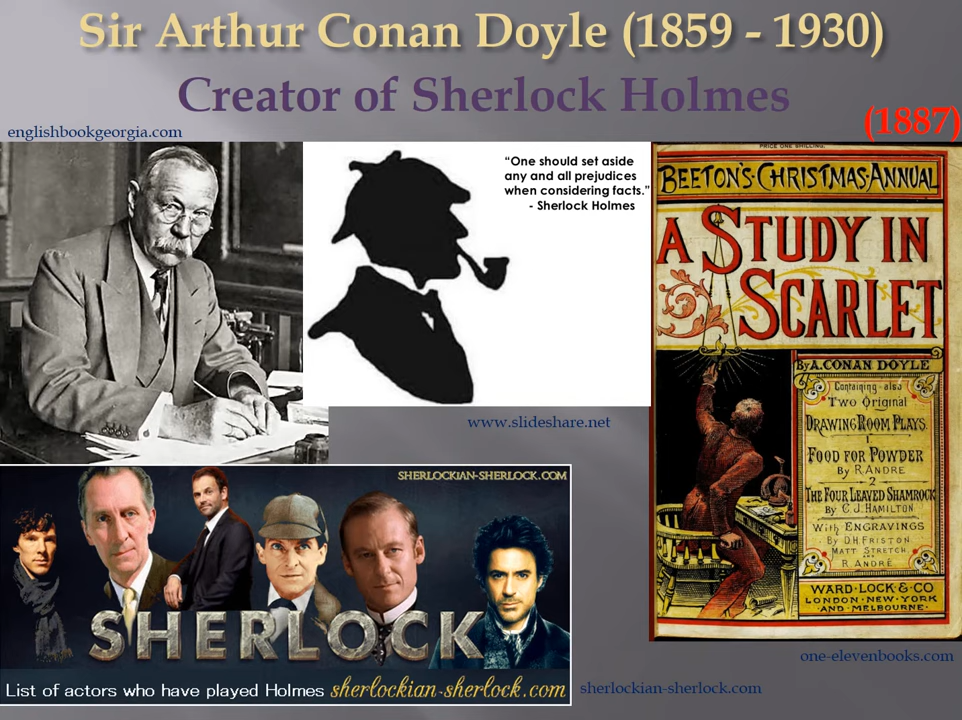 Sir Arthur Conan Doyle (1859 - 1930)
Creator of Sherlock Holmes
(1887)
englishbookgeorgia.com
“One should set aside
any and all prejudices
when considering facts.”
- Sherlock Holmes
www.slideshare.net
PRICE ONE SHILLING.
BEETON'S·CHRISTMAS·ANNUAL
A STUDY IN
SCARLET
By A. CONAN DOYLE
Containing also
Two Original
DRAWING ROOM PLAYS.
1.
FOOD FOR POWDER
By R. ANDRE
2
THE FOUR LEAVED SHAMROCK
By C. J. HAMILTON
With ENGRAVINGS
By D.H. FRISTON
MATT STRETCH.
AND
R. ANDRÉ
WARD·LOCK·&·CO
LONDON·NEW·YORK
·AND·MELBOURNE·
one-elevenbooks.com
SHERLOCKIAN-SHERLOCK.COM
SHERLOCK
List of actors who have played Holmes sherlockian-sherlock.com
sherlockian-sherlock.com